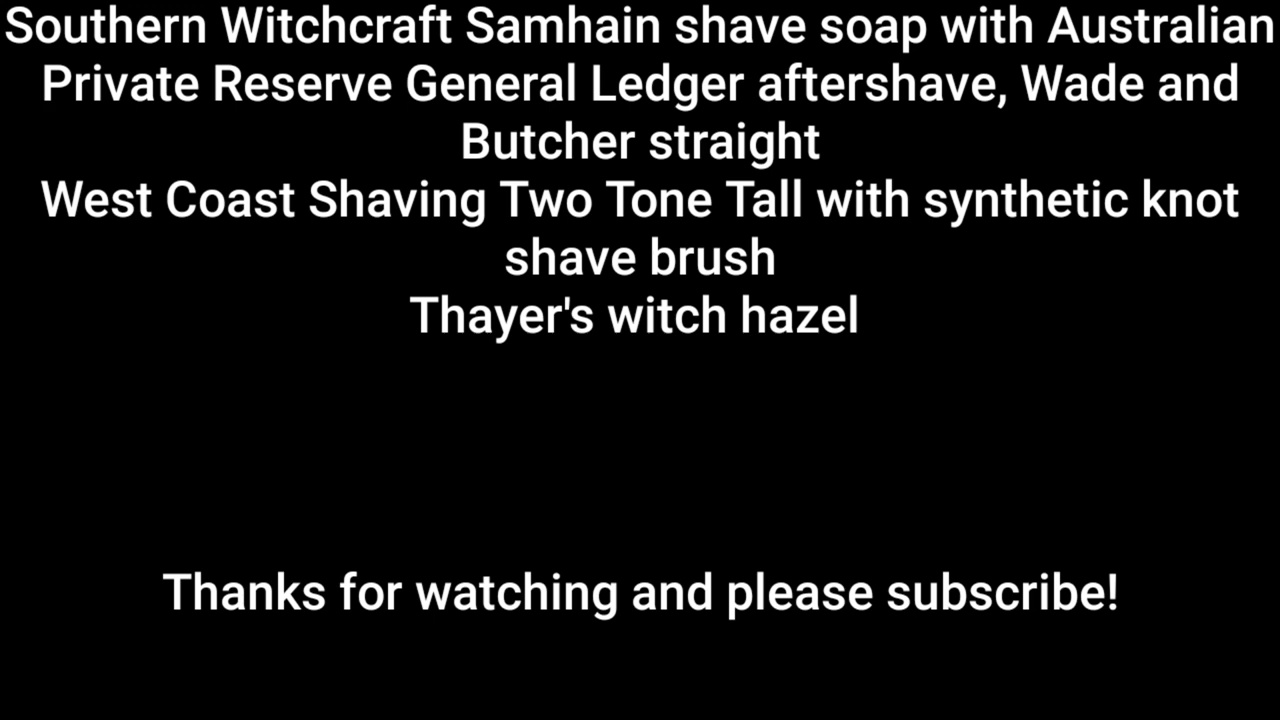 Southern Witchcraft Samhain shave soap with Australian
Private Reserve General Ledger aftershave, Wade and
Butcher straight
West Coast Shaving Two Tone Tall with synthetic knot
shave brush
Thayer's witch hazel
Thanks for watching and please subscribe!